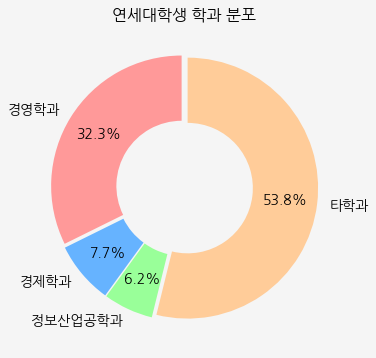 연세대학생 학과 분포
경영학과
32.3%
53.8%
타학과
7.7%
경제학과
6.2%
정보산업공학과